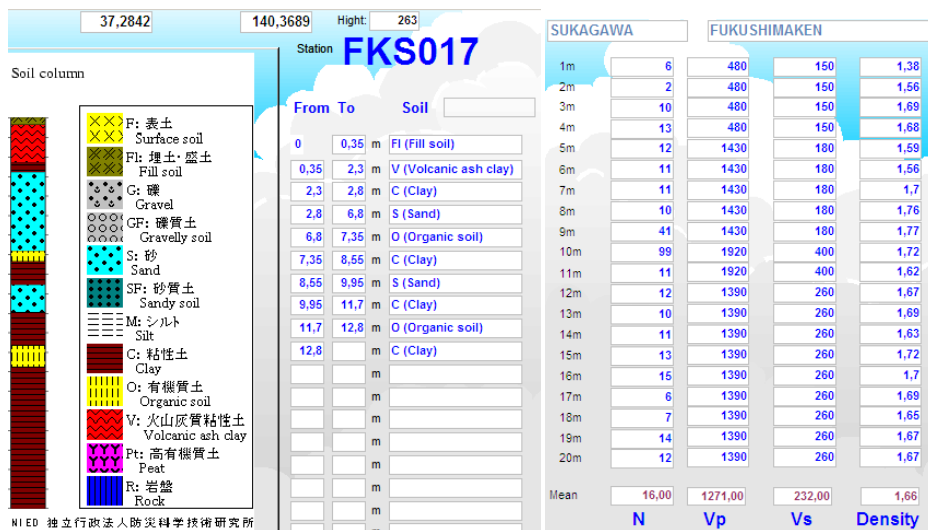 37,2842 140,3689 Hight: 263
Station FKS017
Soil column
F: 表土
Surface soil
Fl: 埋土・盛土
Fill soil
G: 礫
Gravel
GF: 礫質土
Gravelly soil
S: 砂
Sand
SF: 砂質土
Sandy soil
M: シルト
Silt
C: 粘性土
Clay
O: 有機質土
Organic soil
V: 火山灰質粘性土
Volcanic ash clay
Pt: 高有機質土
Peat
R: 岩盤
Rock
NIED 独立行政法人防災科学技術研究所
From To Soil
0 0,35 m Fl (Fill soil)
0,35 2,3 m V (Volcanic ash clay)
2,3 2,8 m C (Clay)
2,8 6,8 m S (Sand)
6,8 7,35 m O (Organic soil)
7,35 8,55 m C (Clay)
8,55 9,95 m S (Sand)
9,95 11,7 m C (Clay)
11,7 12,8 m O (Organic soil)
12,8 m C (Clay)
m
m
m
m
m
m
m
m
SUKAGAWA FUKUSHIMAKEN
1m 6 480 150 1,38
2m 2 480 150 1,56
3m 10 480 150 1,69
4m 13 480 150 1,68
5m 12 1430 180 1,59
6m 11 1430 180 1,56
7m 11 1430 180 1,7
8m 10 1430 180 1,76
9m 41 1430 180 1,77
10m 99 1920 400 1,72
11m 11 1920 400 1,62
12m 12 1390 260 1,67
13m 10 1390 260 1,69
14m 11 1390 260 1,63
15m 13 1390 260 1,72
16m 15 1390 260 1,7
17m 6 1390 260 1,69
18m 7 1390 260 1,65
19m 14 1390 260 1,67
20m 12 1390 260 1,67
Mean 16,00 1271,00 232,00 1,66
N Vp Vs Density